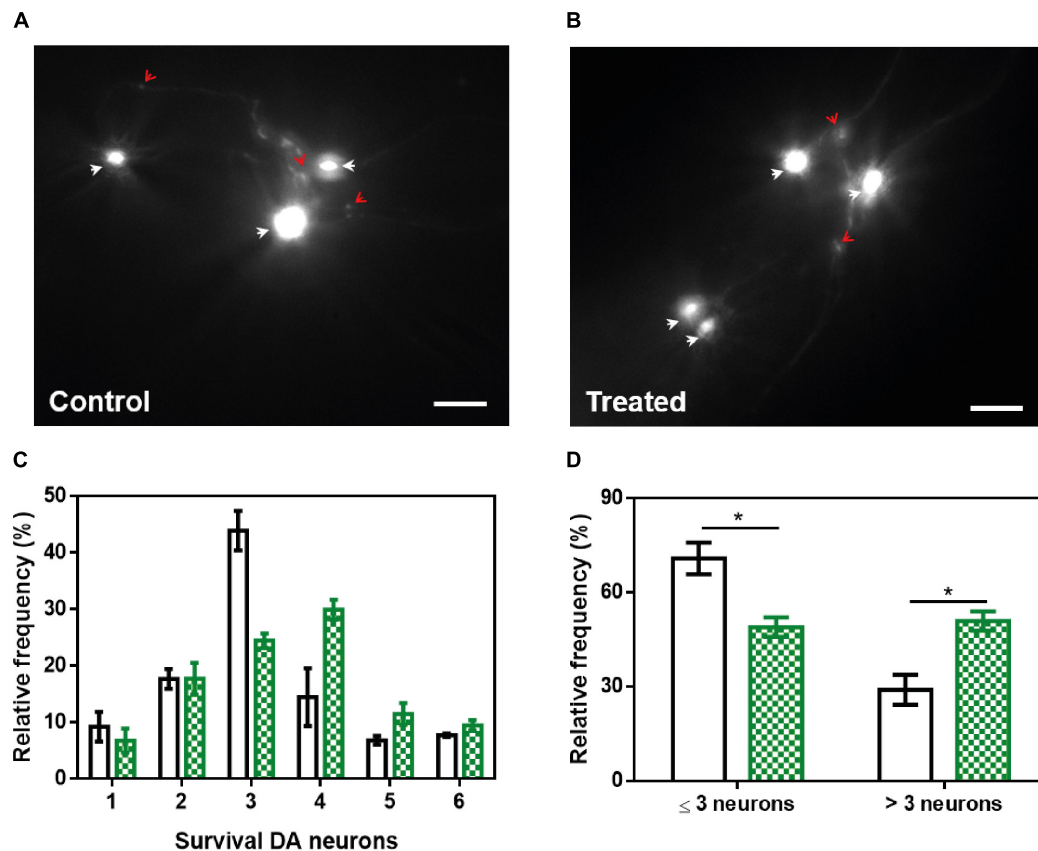 A
B
Control
Treated
C
D
Relative frequency (%)
50
40
30
20
10
0
1 2 3 4 5 6
Survival DA neurons
Relative frequency (%)
90
60
30
0
*
*
≤ 3 neurons
> 3 neurons